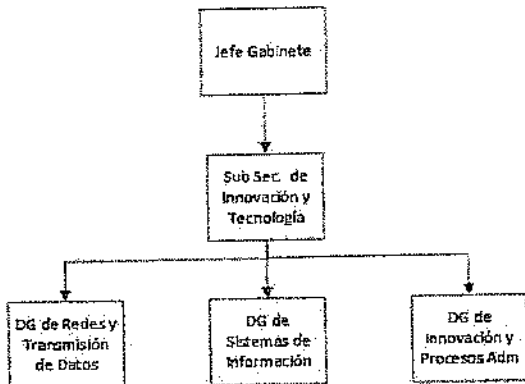 Jefe Gabinete
Sub Sec. de
Innovación y
Tecnología
DG de Redes y
Transmisión
de Datos
DG de
Sistemas de
Información
DG de
Innovación y
Procesos Adm